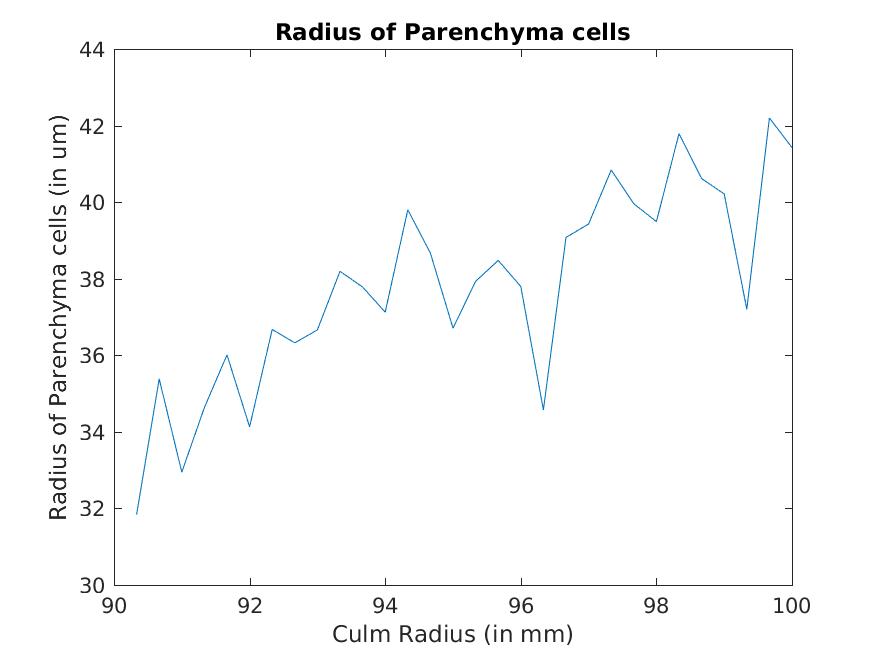 Radius of Parenchyma cells
Radius of Parenchyma cells (in um)
44
42
40
38
36
34
32
30
90 92 94 96 98 100
Culm Radius (in mm)